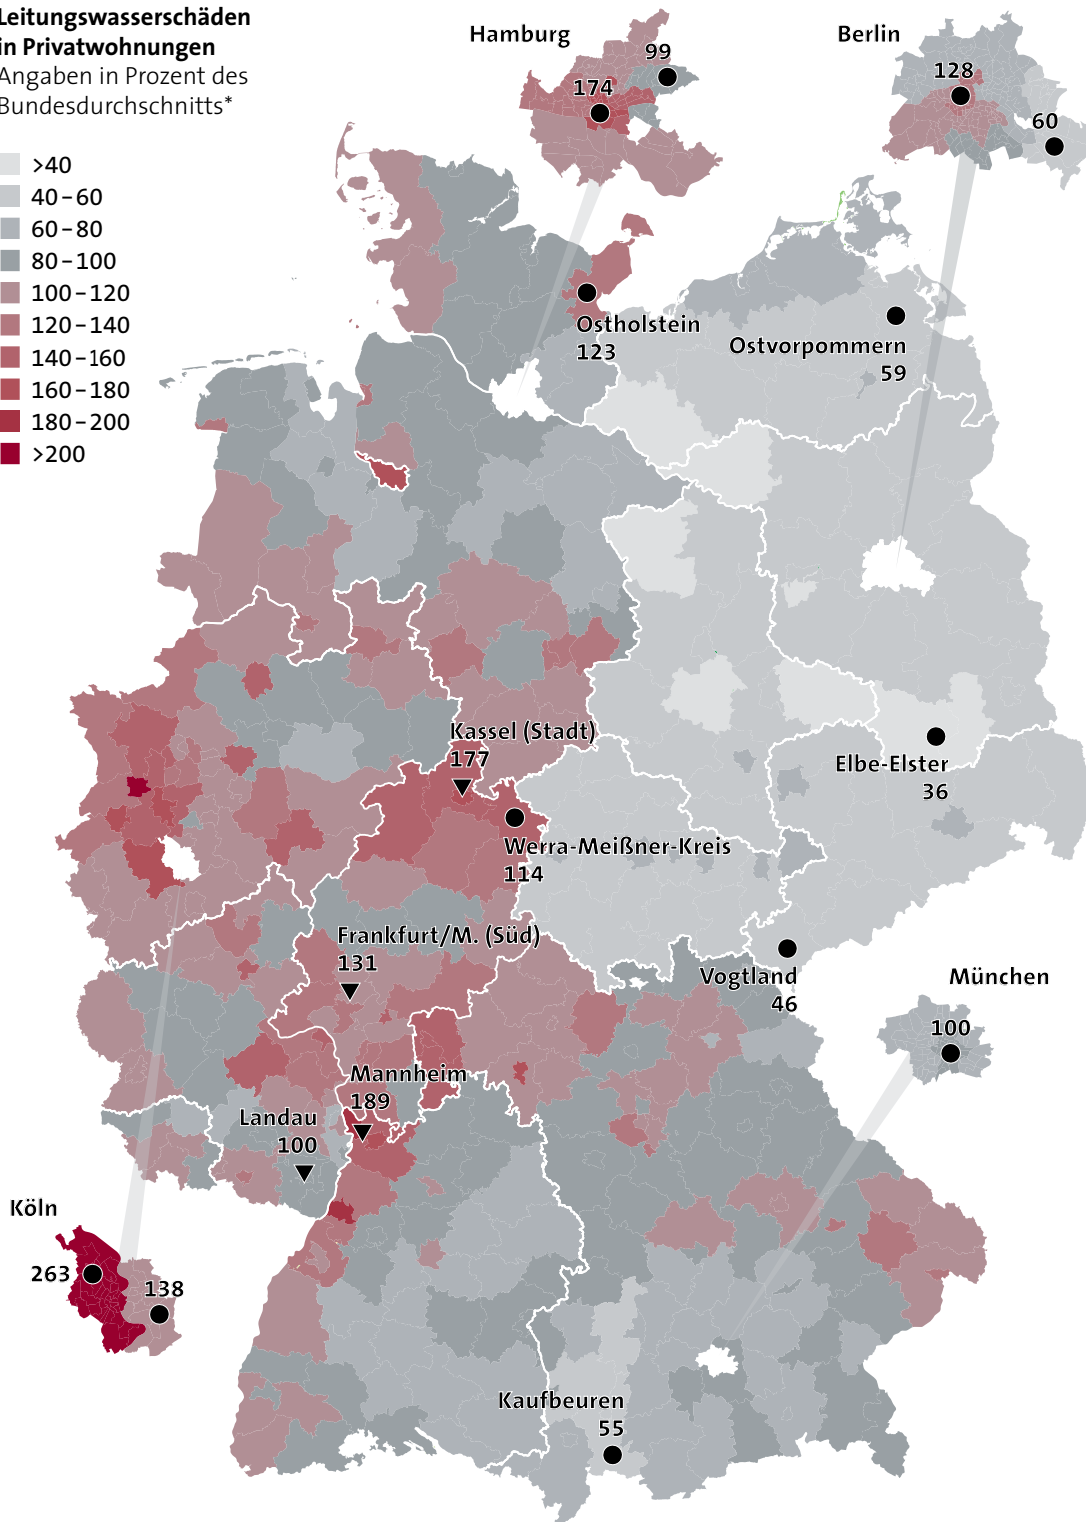 Leitungswasserschäden
in Privatwohnungen
Angaben in Prozent des
Bundesdurchschnitts*
>40
40–60
60–80
80–100
100–120
120–140
140–160
160–180
180–200
>200
Hamburg
99
174
Berlin
128
60
Ostholstein
123
Ostvorpommern
59
Kassel (Stadt)
177
Elbe-Elster
36
Werra-Meißner-Kreis
114
Frankfurt/M. (Süd)
131
Vogtland
46
München
100
Mannheim
189
Landau
100
Köln
263
138
Kaufbeuren
55